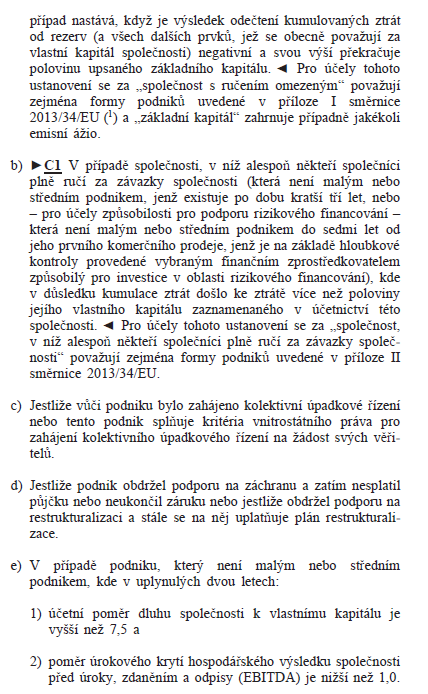 případ nastává, když je výsledek odečtení kumulovaných ztrát
od rezerv (a všech dalších prvků, jež se obecně považují za
vlastní kapitál společnosti) negativní a svou výší překračuje
polovinu upsaného základního kapitálu. ◄ Pro účely tohoto
ustanovení se za „společnost s ručením omezeným“ považují
zejména formy podniků uvedené v příloze I směrnice
2013/34/EU (¹) a „základní kapitál“ zahrnuje případně jakékoli
emisní ážio.
b) ►C1 V případě společnosti, v níž alespoň někteří společníci
plně ručí za závazky společnosti (která není malým nebo
středním podnikem, jenž existuje po dobu kratší tří let, nebo
– pro účely způsobilosti pro podporu rizikového financování –
která není malým nebo středním podnikem do sedmi let od
jeho prvního komerčního prodeje, jenž je na základě hloubkové
kontroly provedené vybraným finančním zprostředkovatelem
způsobilý pro investice v oblasti rizikového financování), kde
v důsledku kumulace ztrát došlo ke ztrátě více než poloviny
jejího vlastního kapitálu zaznamenaného v účetnictví této
společnosti. ◄ Pro účely tohoto ustanovení se za „společnost,
v níž alespoň někteří společníci plně ručí za závazky společ-
nosti“ považují zejména formy podniků uvedené v příloze II
směrnice 2013/34/EU.
c) Jestliže vůči podniku bylo zahájeno kolektivní úpadkové řízení
nebo tento podnik splňuje kritéria vnitrostátního práva pro
zahájení kolektivního úpadkového řízení na žádost svých věři-
telů.
d) Jestliže podnik obdržel podporu na záchranu a zatím nesplatil
půjčku nebo neukončil záruku nebo jestliže obdržel podporu na
restrukturalizaci a stále se na něj uplatňuje plán restrukturali-
zace.
e) V případě podniku, který není malým nebo středním
podnikem, kde v uplynulých dvou letech:
1) účetní poměr dluhu společnosti k vlastnímu kapitálu je
vyšší než 7,5 a
2) poměr úrokového krytí hospodářského výsledku společnosti
před úroky, zdaněním a odpisy (EBITDA) je nižší než 1,0.